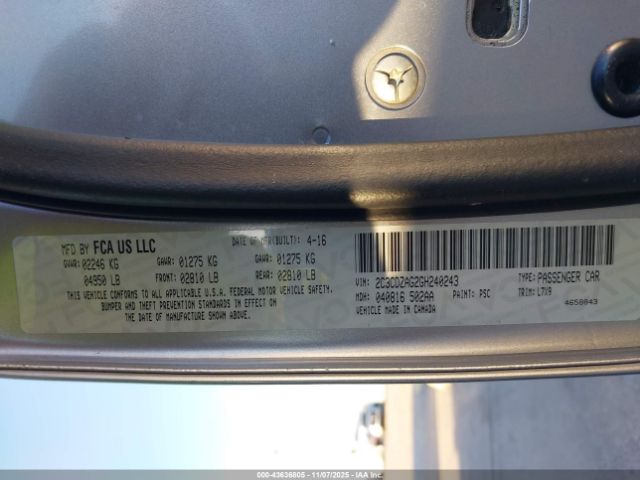 MFD BY FCA US LLC
DATE OF MFR(BUILT): 4-16
GVWR: 02246 KG
GAWR: 01275 KG
GAWR: 01275 KG
04950 LB
FRONT: 02810 LB
REAR: 02810 LB
THIS VEHICLE CONFORMS TO ALL APPLICABLE U.S.A. FEDERAL MOTOR VEHICLE SAFETY,
BUMPER AND THEFT PREVENTION STANDARDS IN EFFECT ON
THE DATE OF MANUFACTURE SHOWN ABOVE.
VIN: 2C3CDZAG2GH240243
TYPE: PASSENGER CAR
MDH: 040816 502AA
PAINT: PSC
TRIM: L7X9
VEHICLE MADE IN CANADA
4658843
000-43636805 - 11/07/2025 - IAAI.COM